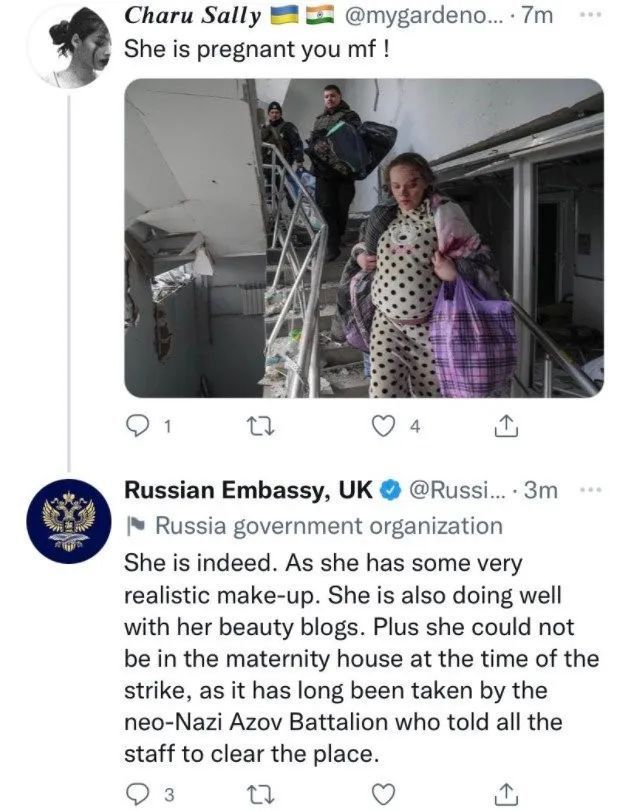 Charu Sally 🇺🇦 🇮🇳 @mygardeno... · 7m
She is pregnant you mf !
1
4
Russian Embassy, UK @Russi... · 3m
Russia government organization
She is indeed. As she has some very
realistic make-up. She is also doing well
with her beauty blogs. Plus she could not
be in the maternity house at the time of the
strike, as it has long been taken by the
neo-Nazi Azov Battalion who told all the
staff to clear the place.
3